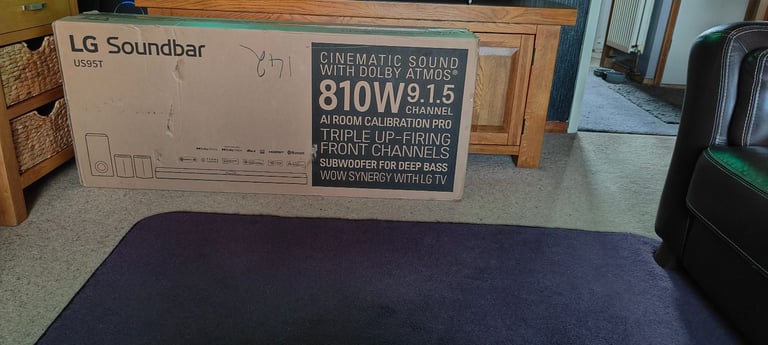 LG Soundbar
US95T
142
CINEMATIC SOUND
WITH DOLBY ATMOS®
810W 9.1.5
CHANNEL
AI ROOM CALIBRATION PRO
TRIPLE UP-FIRING
FRONT CHANNELS
SUBWOOFER FOR DEEP BASS
WOW SYNERGY WITH LG TV